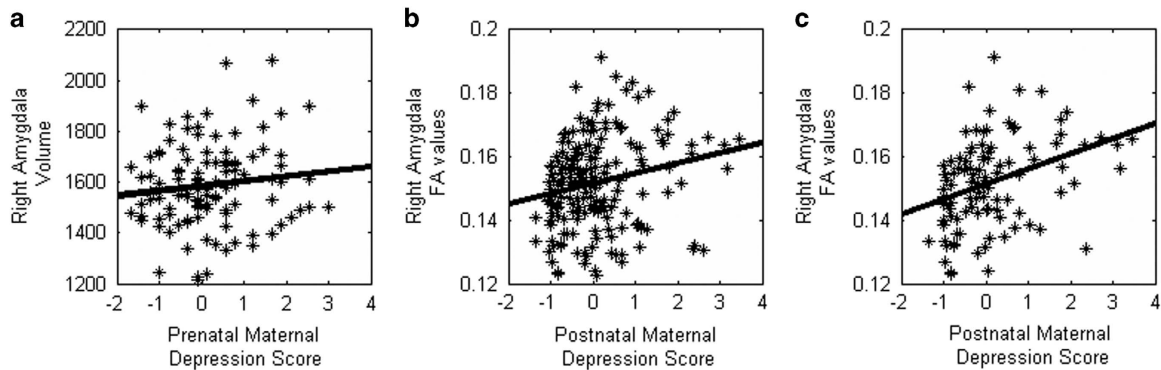 a
2200
2000
1800
1600
1400
1200
Right Amygdala
Volume
-2 -1 0 1 2 3 4
Prenatal Maternal
Depression Score
b
0.2
0.18
0.16
0.14
0.12
Right Amygdala
FA values
-2 -1 0 1 2 3 4
Postnatal Maternal
Depression Score
c
0.2
0.18
0.16
0.14
0.12
Right Amygdala
FA values
-2 -1 0 1 2 3 4
Postnatal Maternal
Depression Score